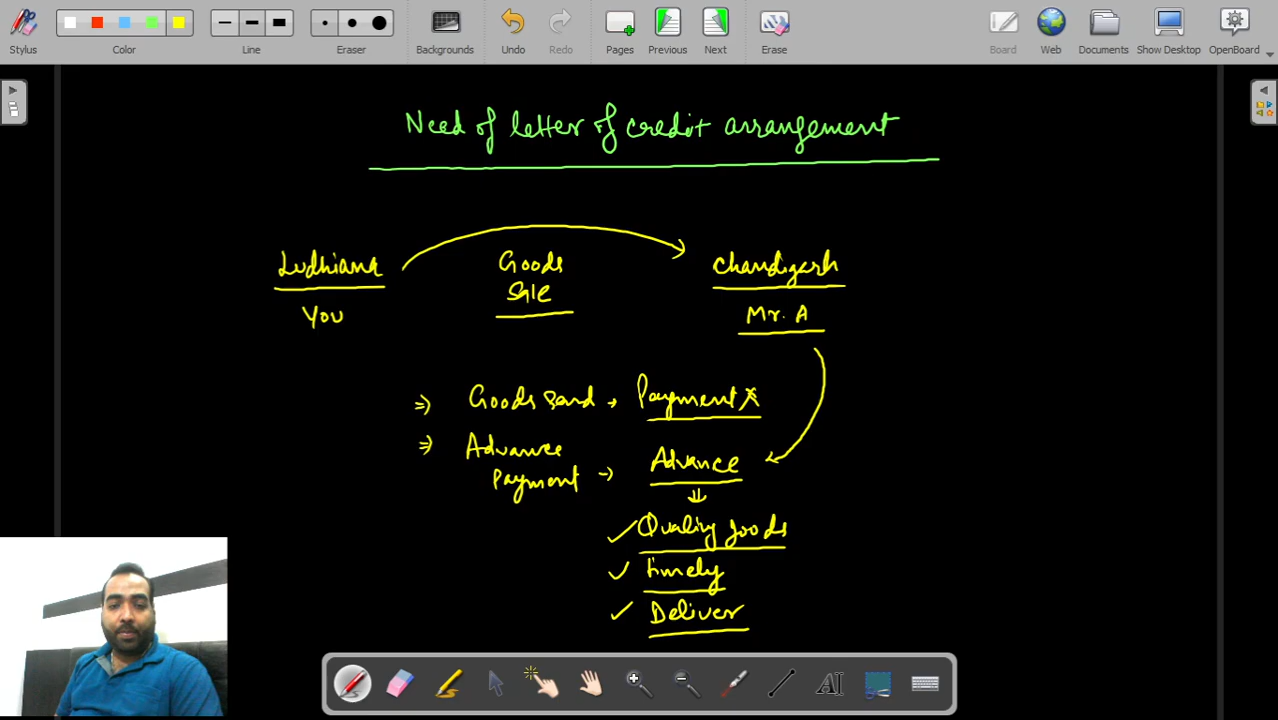 Stylus
Color
Line
Eraser
Backgrounds
Undo
Redo
Pages
Previous
Next
Erase
Board
Web
Documents
Show Desktop
OpenBoard
Need of letter of credit arrangement
Ludhiana
Goods
Sale
Chandigarh
You
Mr. A
⇒ Goods send → Payment x
⇒ Advance
Payment → Advance
⇓
✓ Quality goods
✓ timely
✓ Deliver
AI